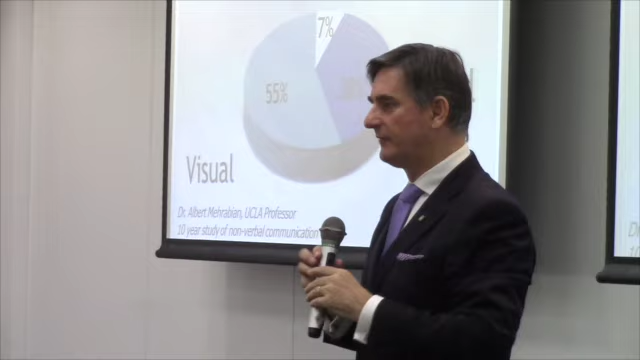 7%
55%
Visual
Dr. Albert Mehrabian, UCLA Professor
10 year study of non-verbal communication